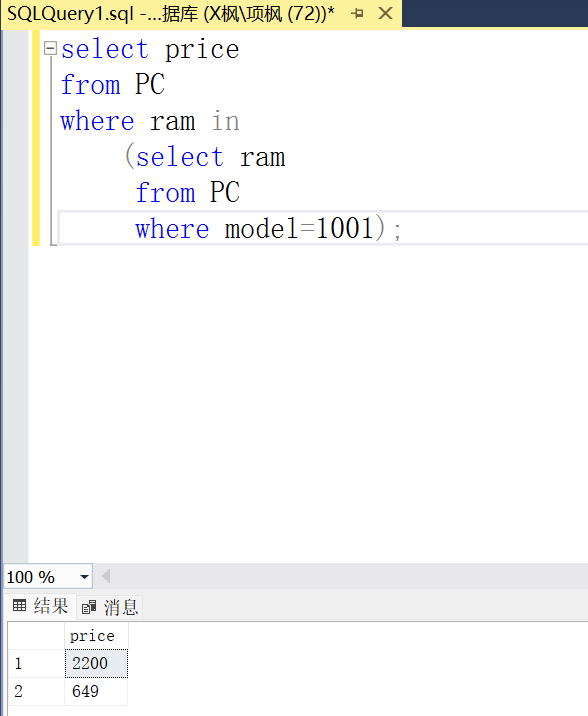 SQLQuery1.sql -...据库 (X枫\项枫 (72))*
select price
from PC
where ram in
(select ram
from PC
where model=1001);
100 %
结果 消息
price
1 2200
2 649